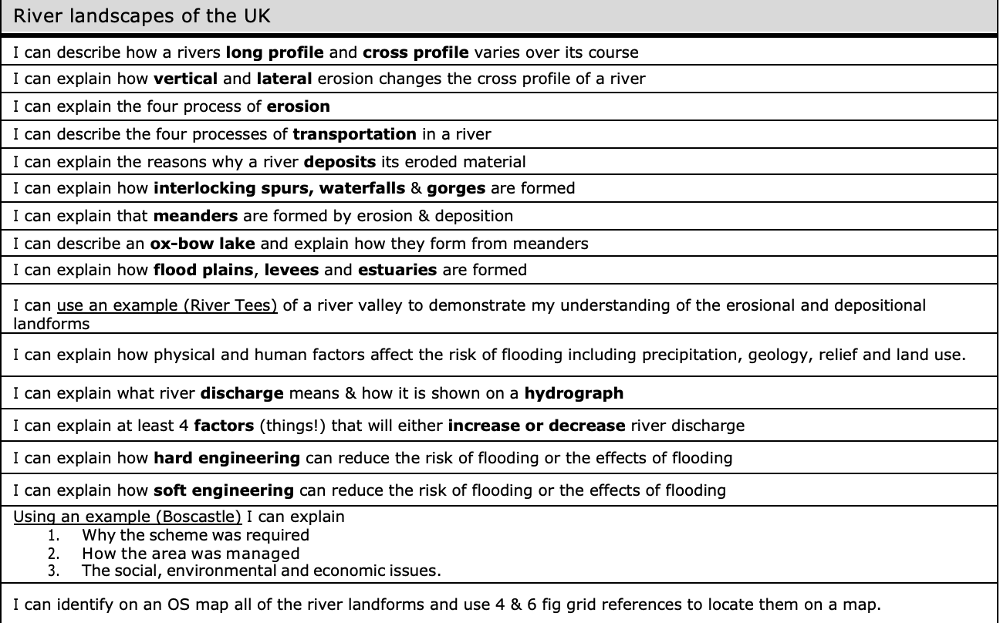 River landscapes of the UK
I can describe how a rivers long profile and cross profile varies over its course
I can explain how vertical and lateral erosion changes the cross profile of a river
I can explain the four process of erosion
I can describe the four processes of transportation in a river
I can explain the reasons why a river deposits its eroded material
I can explain how interlocking spurs, waterfalls & gorges are formed
I can explain that meanders are formed by erosion & deposition
I can describe an ox-bow lake and explain how they form from meanders
I can explain how flood plains, levees and estuaries are formed
I can use an example (River Tees) of a river valley to demonstrate my understanding of the erosional and depositional
landforms
I can explain how physical and human factors affect the risk of flooding including precipitation, geology, relief and land use.
I can explain what river discharge means & how it is shown on a hydrograph
I can explain at least 4 factors (things!) that will either increase or decrease river discharge
I can explain how hard engineering can reduce the risk of flooding or the effects of flooding
I can explain how soft engineering can reduce the risk of flooding or the effects of flooding
Using an example (Boscastle) I can explain
1. Why the scheme was required
2. How the area was managed
3. The social, environmental and economic issues.
I can identify on an OS map all of the river landforms and use 4 & 6 fig grid references to locate them on a map.